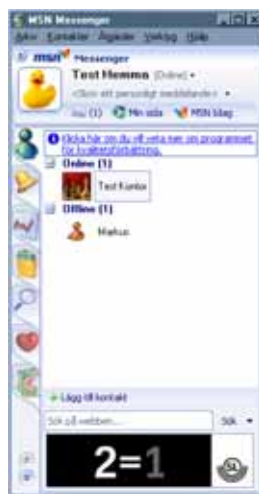 MSN Messenger
Arkiv Kontakter Åtgärder Verktyg Hjälp
msn Messenger
Test Hemma (Online)
<Skriv ett personligt meddelande>
(1) Min sida MSN Idag
Klicka här om du vill veta mer om programmet
för kvalitetsförbättring.
Online (1)
Test Kontor
Offline (1)
Markus
Lägg till kontakt
Sök på webben... Sök
2=1
SL